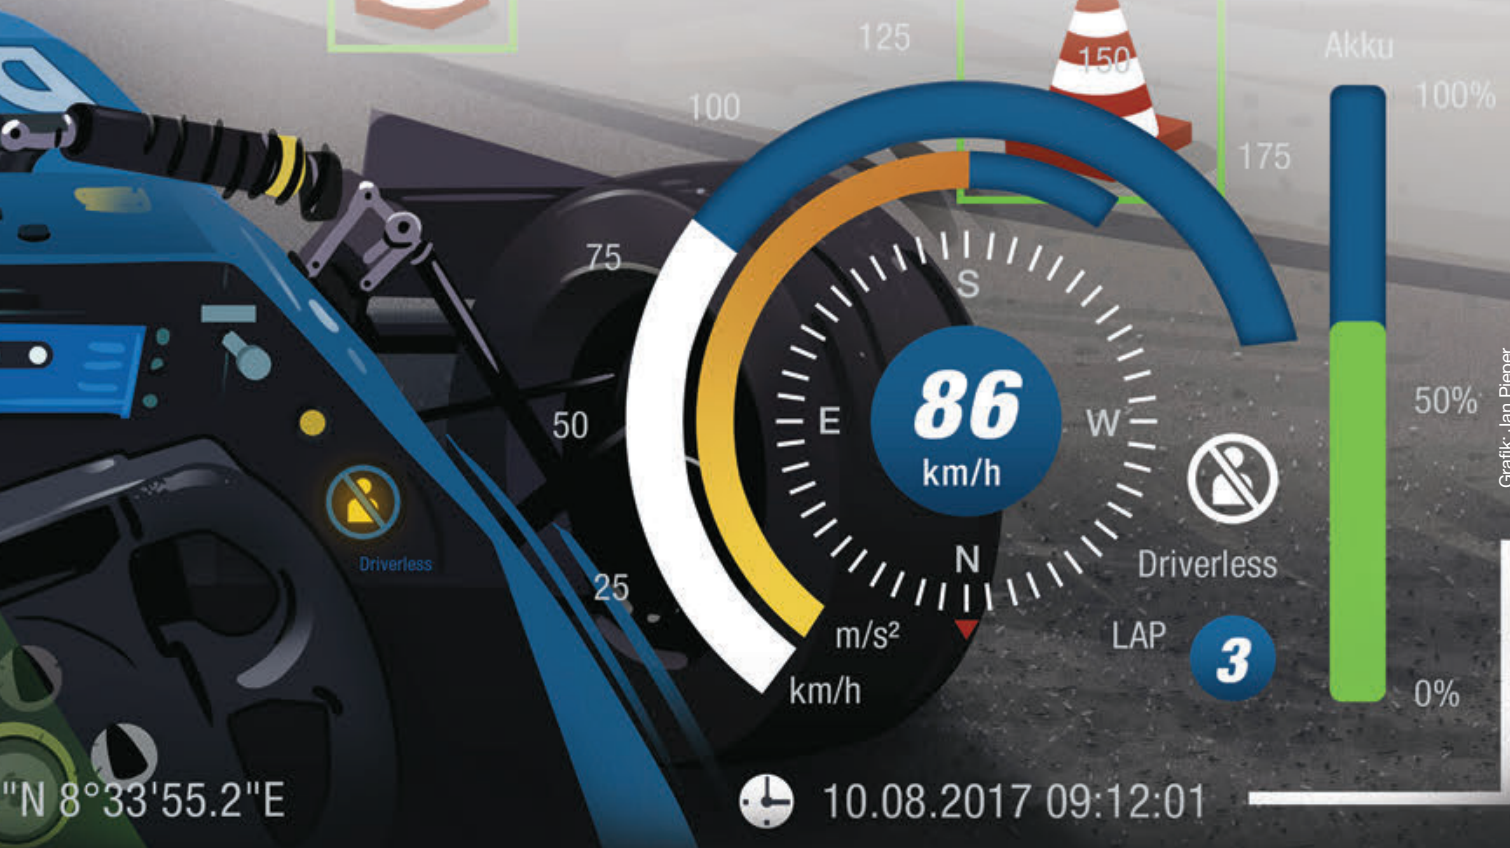 125
150
Akku
100
100%
175
75
S
50
E
86
W
50%
km/h
N
Driverless
Driverless
25
m/s²
LAP
3
km/h
0%
"N 8°33'55.2"E
10.08.2017 09:12:01
Grafik: Jan Pieper